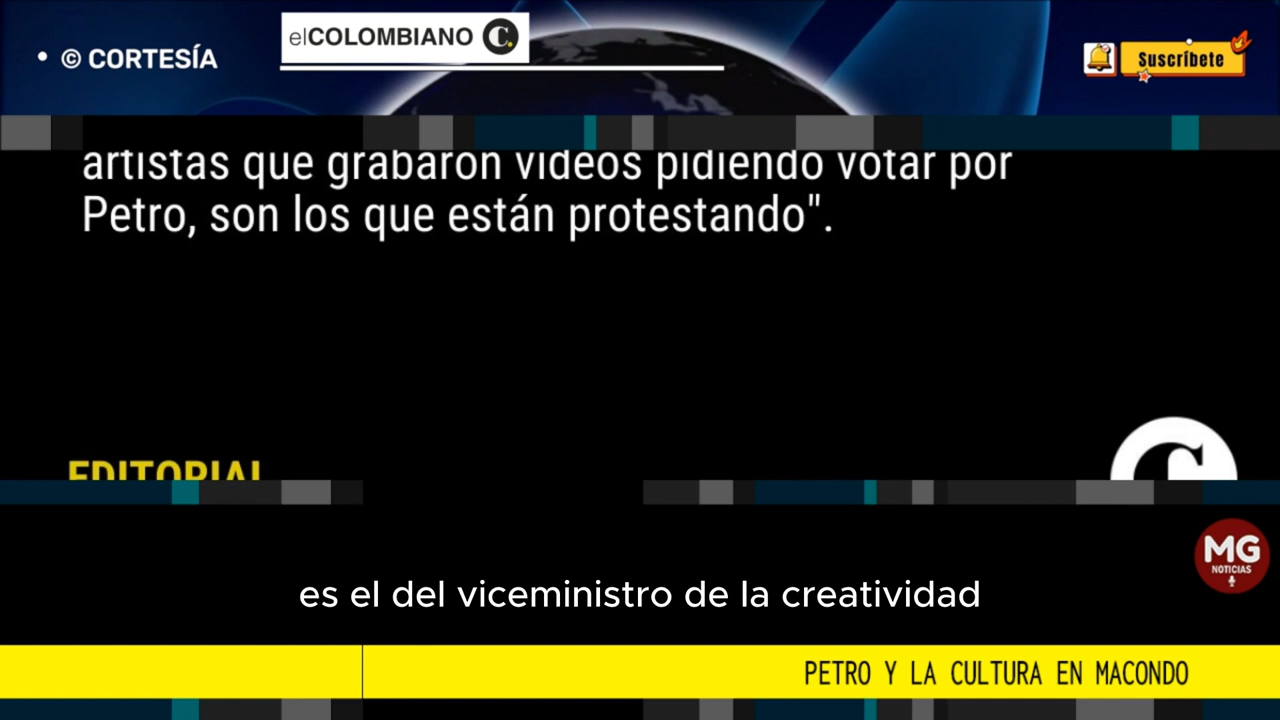 • © CORTESÍA
elCOLOMBIANO C.
Suscríbete
artistas que grabaron videos pidiendo votar por
Petro, son los que están protestando".
EDITORIAL
C
es el del viceministro de la creatividad
MG
NOTICIAS
PETRO Y LA CULTURA EN MACONDO